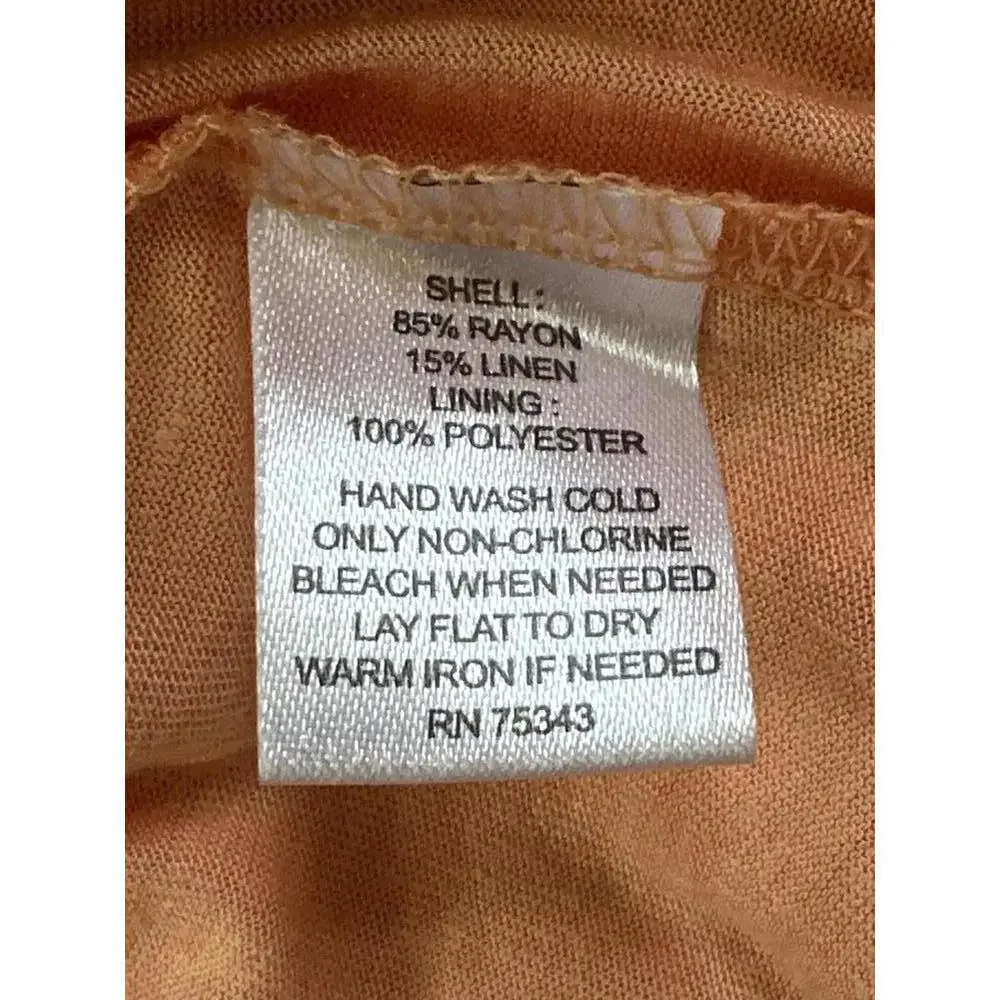 SHELL :
85% RAYON
15% LINEN
LINING :
100% POLYESTER
HAND WASH COLD
ONLY NON-CHLORINE
BLEACH WHEN NEEDED
LAY FLAT TO DRY
WARM IRON IF NEEDED
RN 75343